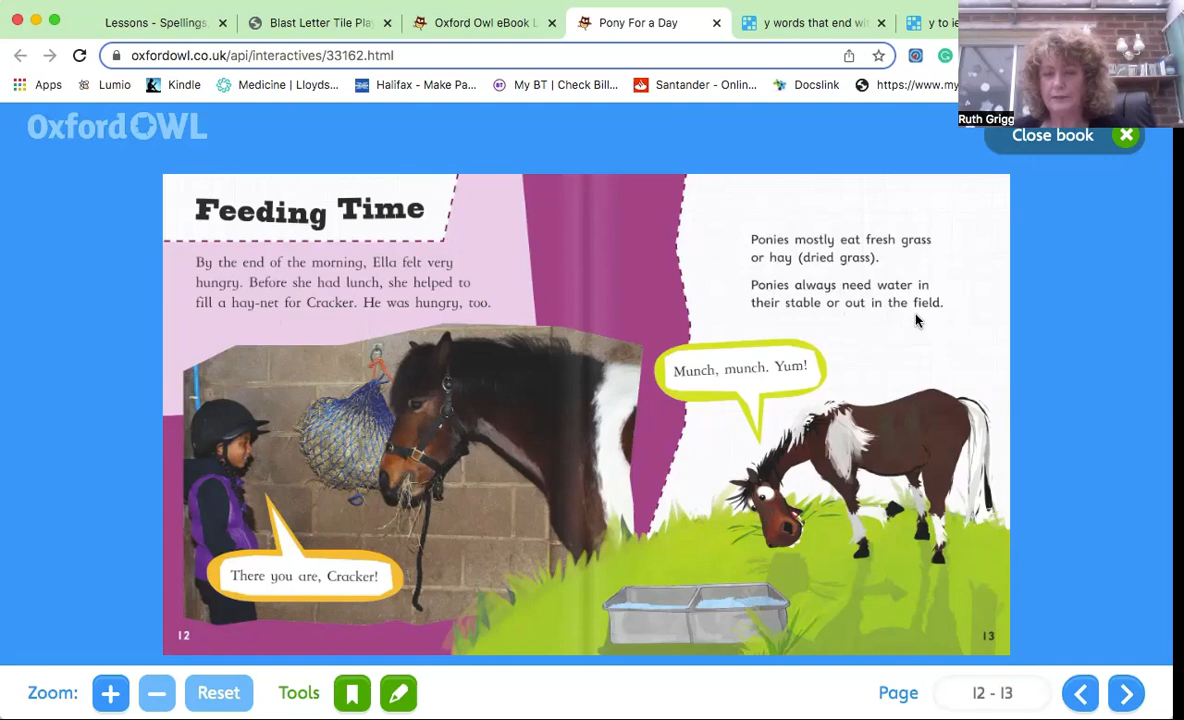 Lessons - Spellings,
Blast Letter Tile Pla
Oxford Owl eBook L
Pony For a Day
y words that end wi
y to ie
oxfordowl.co.uk/api/interactives/33162.html
Apps
Lumio
Kindle
Medicine | Lloyds...
Halifax - Make Pa...
My BT | Check Bill...
Santander - Onlin...
Docslink
https://www.my
Ruth Grigg
Oxford OWL
Close book
Feeding Time
By the end of the morning, Ella felt very
hungry. Before she had lunch, she helped to
fill a hay-net for Cracker. He was hungry, too.
There you are, Cracker!
12
Ponies mostly eat fresh grass
or hay (dried grass).
Ponies always need water in
their stable or out in the field.
Munch, munch. Yum!
13
Zoom:
Reset
Tools
Page
12 - 13